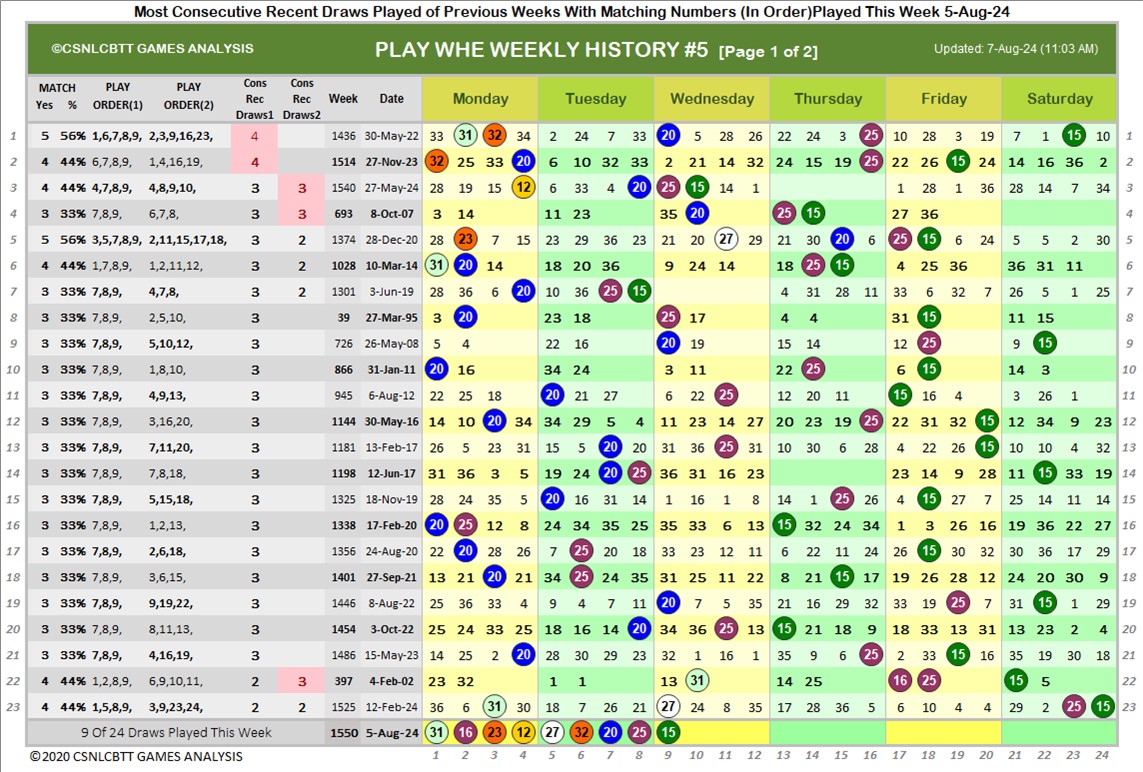 Most Consecutive Recent Draws Played of Previous Weeks With Matching Numbers (In Order)Played This Week 5-Aug-24
©CSNLCBTT GAMES ANALYSIS PLAY WHE WEEKLY HISTORY #5 [Page 1 of 2] Updated: 7-Aug-24 (11:03 AM)
MATCH Yes % PLAY ORDER(1) PLAY ORDER(2) Cons Rec Draws1 Cons Rec Draws2 Week Date Monday Tuesday Wednesday Thursday Friday Saturday
1 5 56% 1,6,7,8,9, 2,3,9,16,23, 4 1436 30-May-22 33 31 32 34 2 24 7 33 20 5 28 26 22 24 3 25 10 28 3 19 7 1 15 10 1
2 4 44% 6,7,8,9, 1,4,16,19, 4 1514 27-Nov-23 32 25 33 20 6 10 32 33 2 21 14 32 24 15 19 25 22 26 15 24 14 16 36 2 2
3 4 44% 4,7,8,9, 4,8,9,10, 3 3 1540 27-May-24 28 19 15 12 6 33 4 20 25 15 14 1 1 28 1 36 28 14 7 34 3
4 3 33% 7,8,9, 6,7,8, 3 3 693 8-Oct-07 3 14 11 23 35 20 25 15 27 36 4
5 5 56% 3,5,7,8,9, 2,11,15,17,18, 3 2 1374 28-Dec-20 28 23 7 15 23 29 36 23 21 20 27 29 21 30 20 6 25 15 6 24 5 5 2 30 5
6 4 44% 1,7,8,9, 1,2,11,12, 3 2 1028 10-Mar-14 31 20 14 18 20 36 9 24 14 18 25 15 4 25 36 36 31 11 6
7 3 33% 7,8,9, 4,7,8, 3 2 1301 3-Jun-19 28 36 6 20 10 36 25 15 4 31 28 11 33 6 32 7 26 5 1 25 7
8 3 33% 7,8,9, 2,5,10, 3 39 27-Mar-95 3 20 23 18 25 17 4 4 31 15 11 15 8
9 3 33% 7,8,9, 5,10,12, 3 726 26-May-08 5 4 22 16 20 19 15 14 12 25 9 15 9
10 3 33% 7,8,9, 1,8,10, 3 866 31-Jan-11 20 16 34 24 3 11 22 25 6 15 14 3 10
11 3 33% 7,8,9, 4,9,13, 3 945 6-Aug-12 22 25 18 20 21 27 6 22 25 12 20 11 15 16 4 3 26 1 11
12 3 33% 7,8,9, 3,16,20, 3 1144 30-May-16 14 10 20 34 34 29 5 4 11 23 14 27 20 23 19 25 22 31 32 15 12 34 9 23 12
13 3 33% 7,8,9, 7,11,20, 3 1181 13-Feb-17 26 5 23 31 15 5 20 20 31 36 25 13 10 30 6 28 4 22 26 15 10 10 4 32 13
14 3 33% 7,8,9, 7,8,18, 3 1198 12-Jun-17 31 36 3 5 19 24 20 25 36 31 16 23 23 14 9 28 11 15 33 19 14
15 3 33% 7,8,9, 5,15,18, 3 1325 18-Nov-19 28 24 35 5 20 16 31 14 1 16 1 8 14 1 25 26 4 15 27 7 25 14 11 14 15
16 3 33% 7,8,9, 1,2,13, 3 1338 17-Feb-20 20 25 12 8 24 34 35 25 35 33 6 13 15 32 24 34 1 3 26 16 19 36 22 27 16
17 3 33% 7,8,9, 2,6,18, 3 1356 24-Aug-20 22 20 28 26 7 25 20 18 33 23 12 11 6 22 11 24 26 15 30 32 30 36 17 29 17
18 3 33% 7,8,9, 3,6,15, 3 1401 27-Sep-21 13 21 20 21 34 25 24 35 31 25 11 22 8 21 15 17 19 26 28 12 24 20 30 9 18
19 3 33% 7,8,9, 9,19,22, 3 1446 8-Aug-22 25 36 33 4 9 4 7 11 20 7 5 35 21 16 29 32 33 19 25 7 31 15 1 29 19
20 3 33% 7,8,9, 8,11,13, 3 1454 3-Oct-22 25 24 33 25 18 16 14 20 34 36 25 13 15 21 18 9 18 33 13 31 13 23 2 4 20
21 3 33% 7,8,9, 4,16,19, 3 1486 15-May-23 14 25 2 20 28 30 29 23 32 1 16 1 35 9 6 25 2 33 15 16 35 19 30 18 21
22 4 44% 1,2,8,9, 6,9,10,11, 2 3 397 4-Feb-02 23 32 1 1 13 31 14 25 16 25 15 5 22
23 4 44% 1,5,8,9, 3,9,23,24, 2 2 1525 12-Feb-24 36 6 31 30 18 7 26 21 27 23 8 35 17 28 36 5 6 10 4 4 29 2 25 15 23
9 Of 24 Draws Played This Week 1550 5-Aug-24 31 16 23 12 27 32 20 25 15
©2020 CSNLCBTT GAMES ANALYSIS 1 2 3 4 5 6 7 8 9 10 11 12 13 14 15 16 17 18 19 20 21 22 23 24